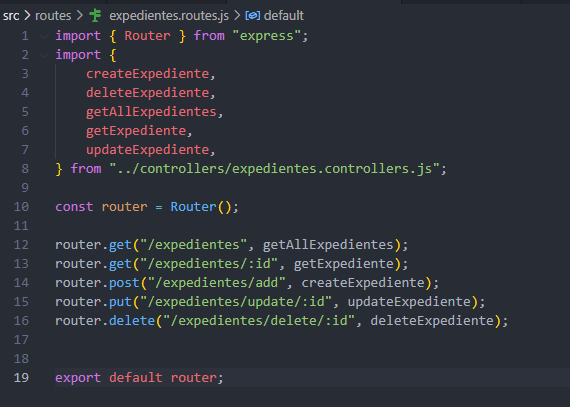 src > routes > expedientes.routes.js > default
1 import { Router } from "express";
2 import {
3     createExpediente,
4     deleteExpediente,
5     getAllExpedientes,
6     getExpediente,
7     updateExpediente,
8 } from "../controllers/expedientes.controllers.js";
9
10 const router = Router();
11
12 router.get("/expedientes", getAllExpedientes);
13 router.get("/expedientes/:id", getExpediente);
14 router.post("/expedientes/add", createExpediente);
15 router.put("/expedientes/update/:id", updateExpediente);
16 router.delete("/expedientes/delete/:id", deleteExpediente);
17
18
19 export default router;